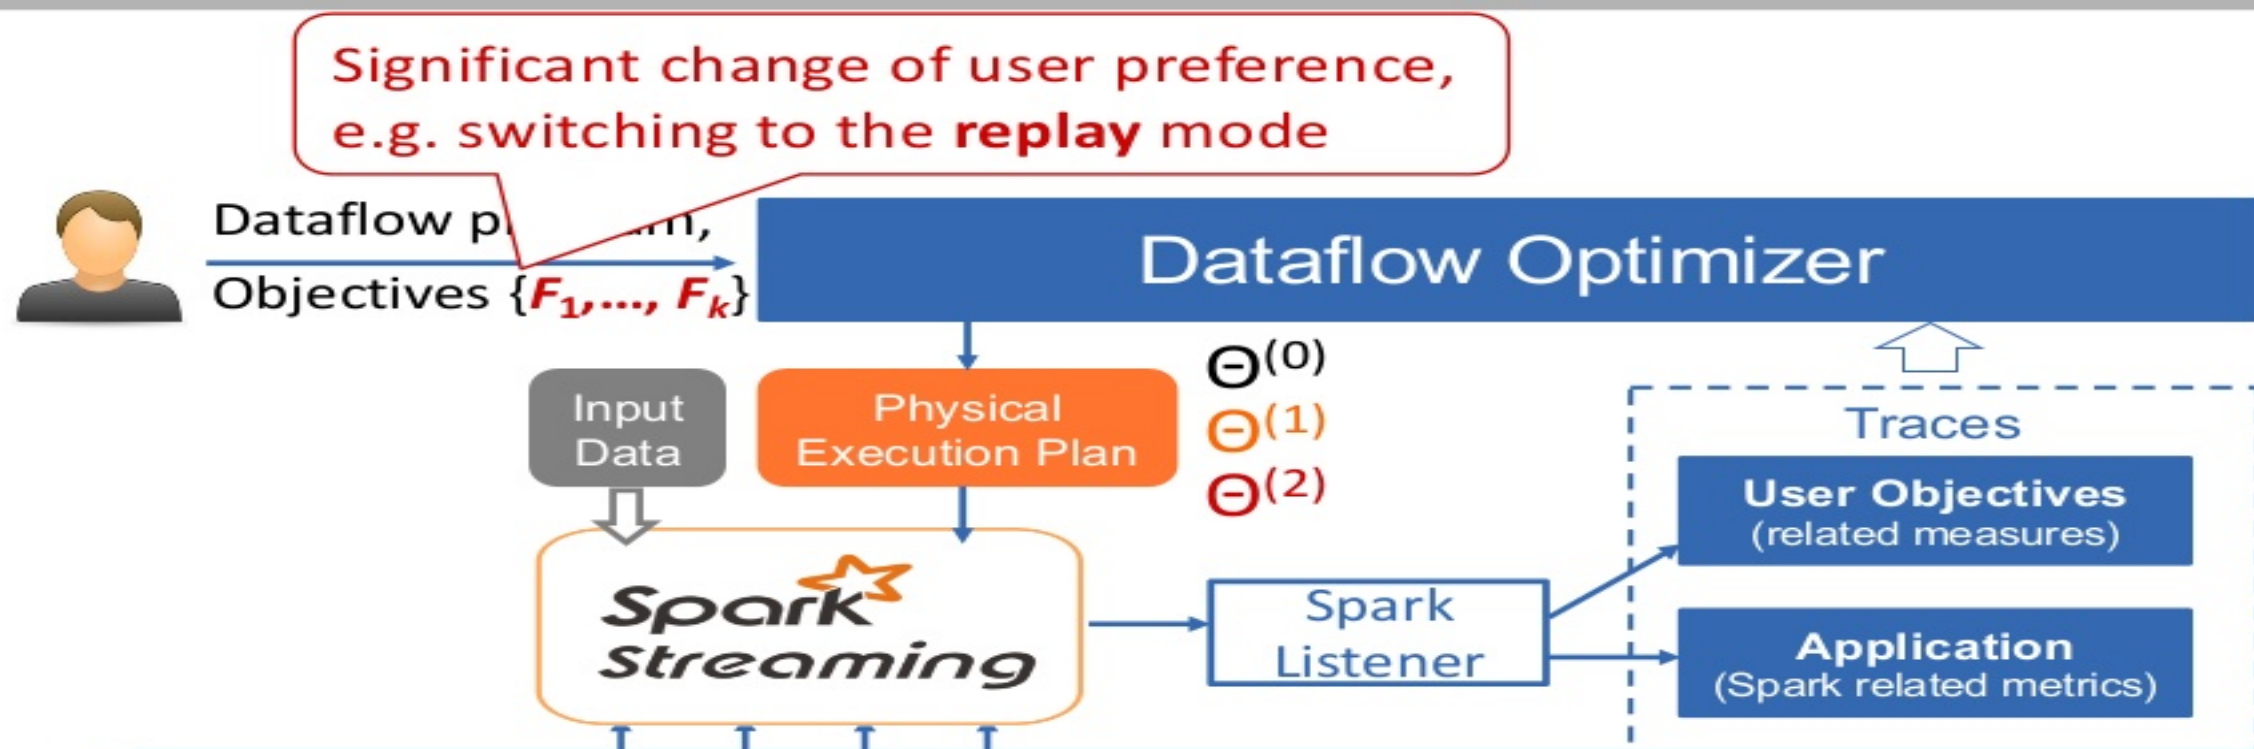 Significant change of user preference,
e.g. switching to the replay mode
Dataflow
Objectives {F1,..., Fk}
Dataflow Optimizer
Input
Data
Physical
Execution Plan
Θ(0)
Θ(1)
Θ(2)
Traces
User Objectives
(related measures)
Spark
Streaming
Spark
Listener
Application
(Spark related metrics)